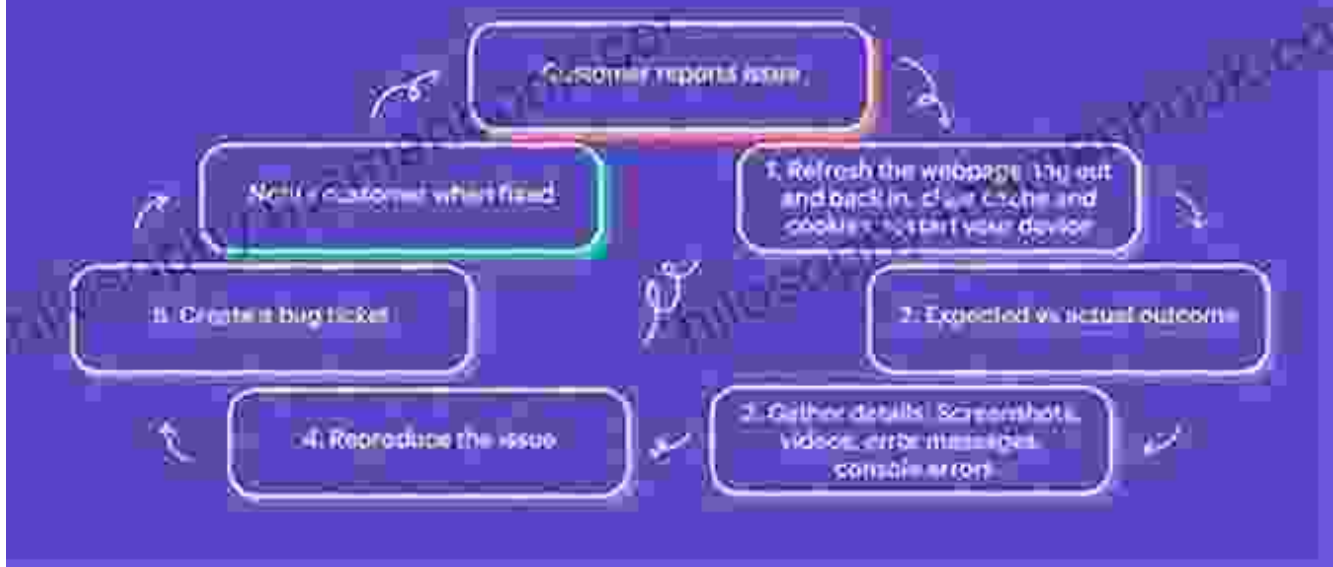 Customer reports issue
1. Refresh the webpage, log out
and back in, clear cache and
cookies, restart your device
2. Expected vs actual outcome
3. Gather details: Screenshots,
videos, error messages,
console errors
4. Reproduce the issue
5. Create a bug ticket
Notify customer when fixed